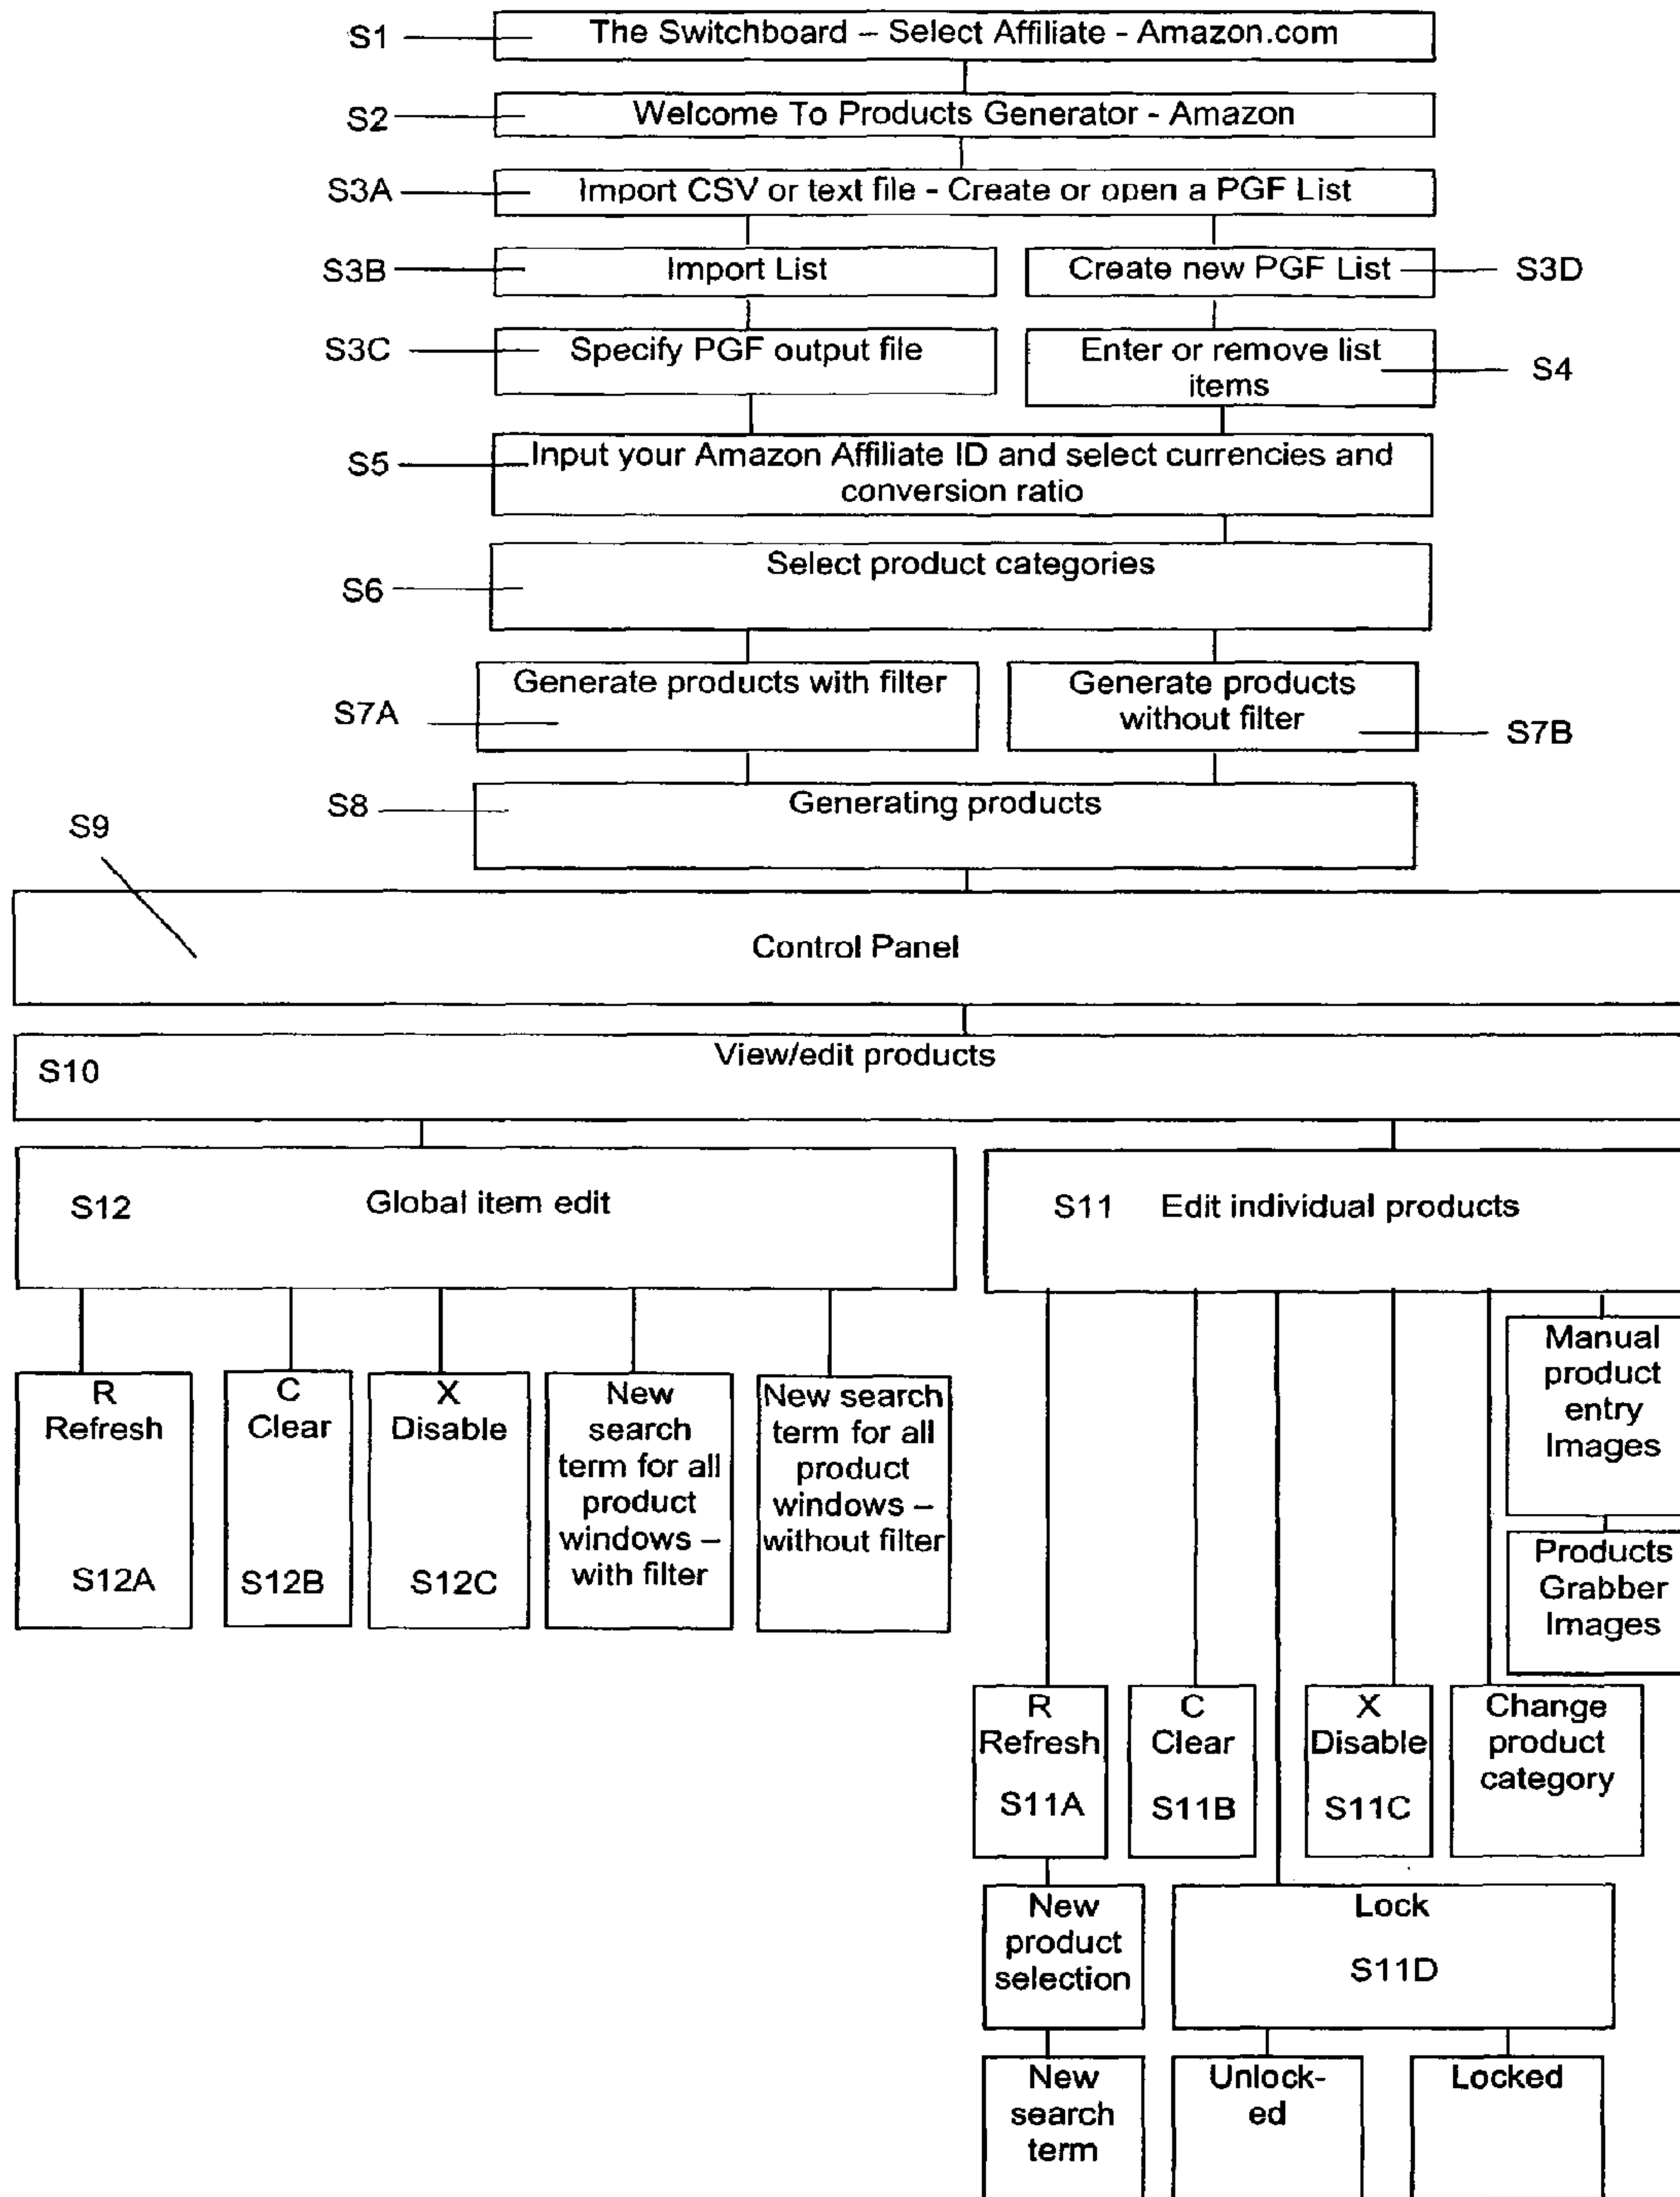 S1
The Switchboard – Select Affiliate - Amazon.com
S2
Welcome To Products Generator - Amazon
S3A
Import CSV or text file - Create or open a PGF List
S3B
Import List
Create new PGF List
S3D
S3C
Specify PGF output file
Enter or remove list
items
S4
S5
Input your Amazon Affiliate ID and select currencies and
conversion ratio
S6
Select product categories
S7A
Generate products with filter
Generate products
without filter
S7B
S8
Generating products
S9
Control Panel
S10
View/edit products
S12
Global item edit
S11
Edit individual products
R
Refresh
S12A
C
Clear
S12B
X
Disable
S12C
New
search
term for all
product
windows –
with filter
New search
term for all
product
windows –
without filter
Manual
product
entry
Images
Products
Grabber
Images
R
Refresh
S11A
C
Clear
S11B
X
Disable
S11C
Change
product
category
New
product
selection
Lock
S11D
New
search
term
Unlock-
ed
Locked